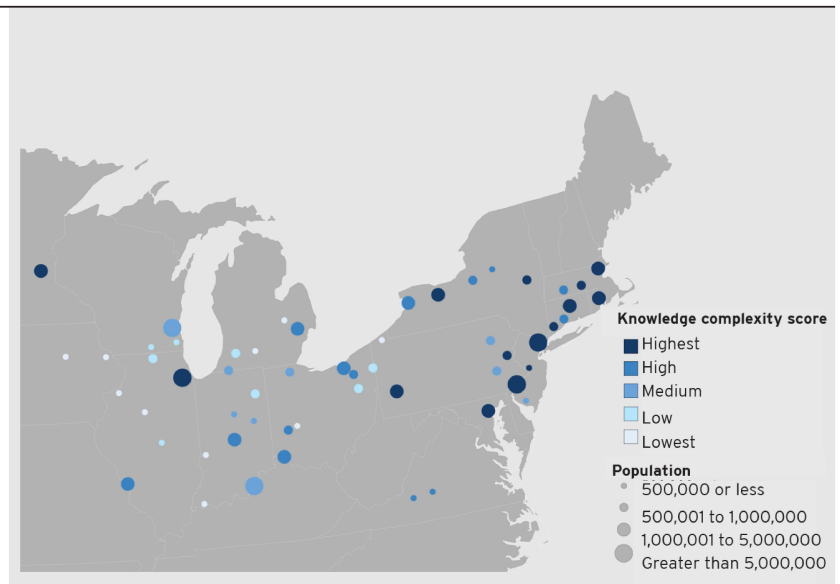 Knowledge complexity score
Highest
High
Medium
Low
Lowest
Population
500,000 or less
500,001 to 1,000,000
1,000,001 to 5,000,000
Greater than 5,000,000